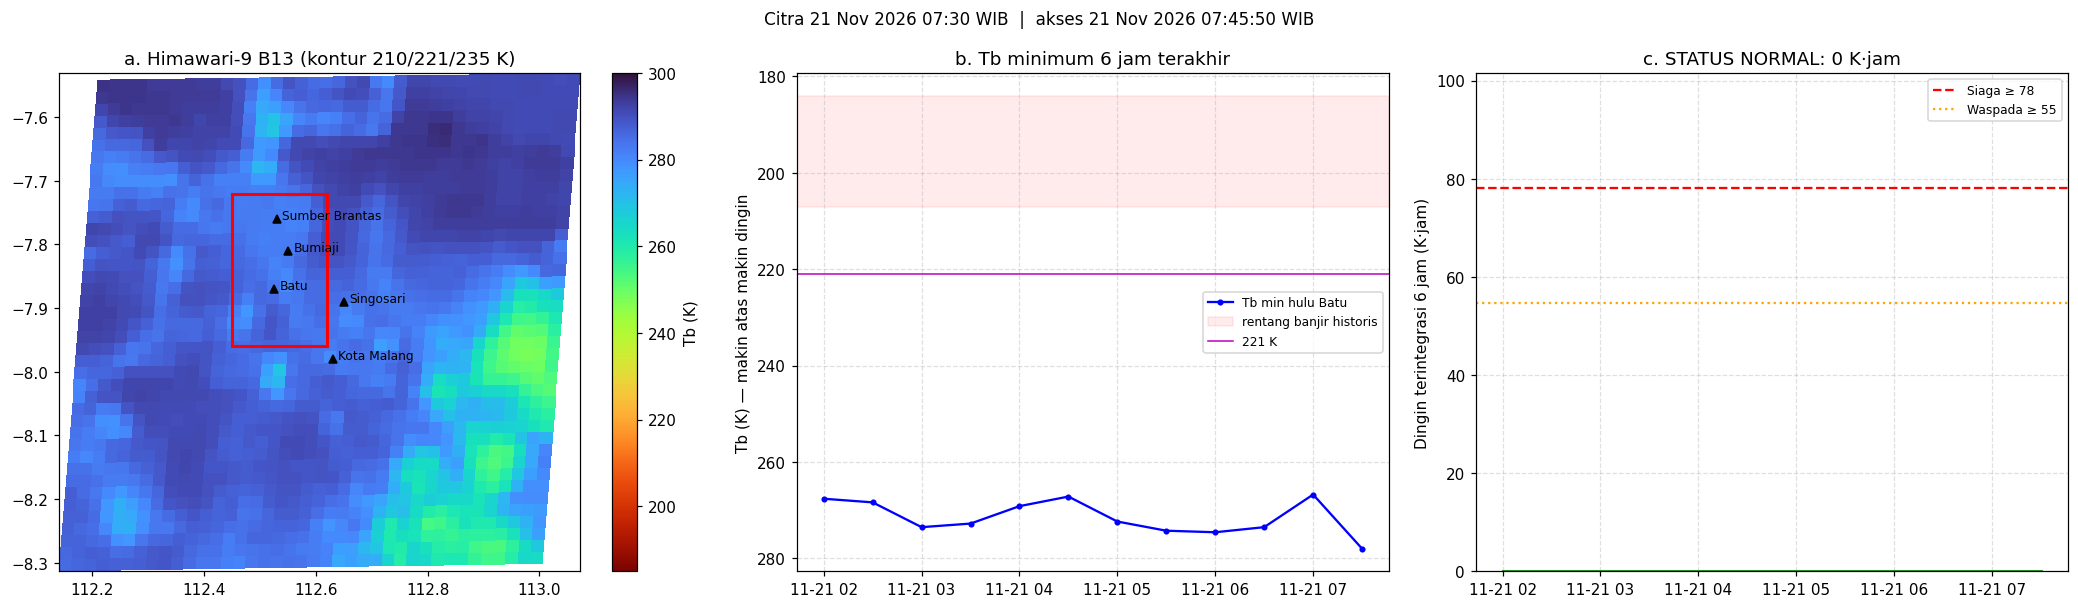 Citra 21 Nov 2026 07:30 WIB | akses 21 Nov 2026 07:45:50 WIB
a. Himawari-9 B13 (kontur 210/221/235 K)
−7.6
−7.7
−7.8
−7.9
−8.0
−8.1
−8.2
−8.3
112.2
112.4
112.6
112.8
113.0
Sumber Brantas
Bumiaji
Batu
Singosari
Kota Malang
300
280
260
240
220
200
Tb (K)
b. Tb minimum 6 jam terakhir
Tb (K) — makin atas makin dingin
180
200
220
240
260
280
Tb min hulu Batu
rentang banjir historis
221 K
11-21 02
11-21 03
11-21 04
11-21 05
11-21 06
11-21 07
c. STATUS NORMAL: 0 K·jam
Dingin terintegrasi 6 jam (K·jam)
100
80
60
40
20
0
Siaga ≥ 78
Waspada ≥ 55
11-21 02
11-21 03
11-21 04
11-21 05
11-21 06
11-21 07